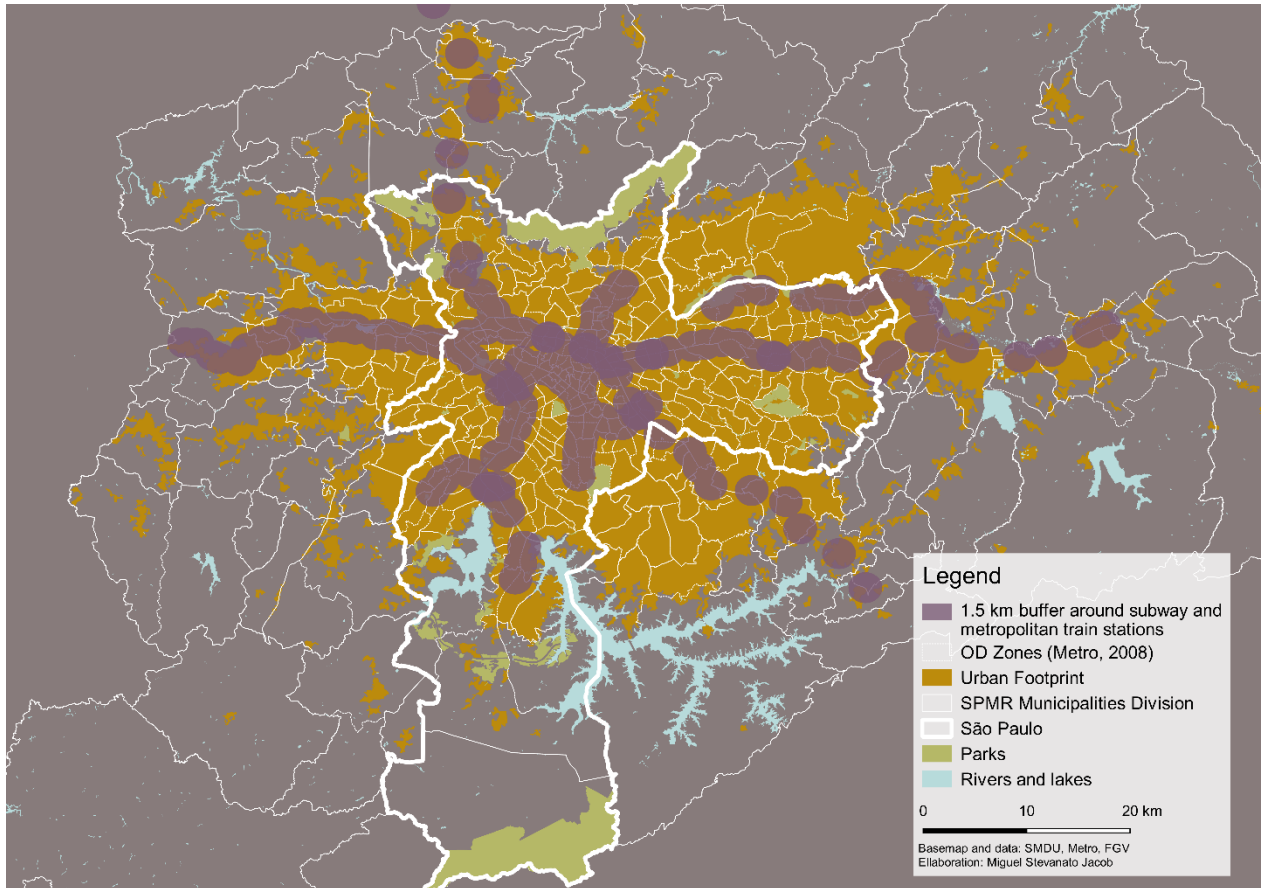 Legend
1.5 km buffer around subway and
metropolitan train stations
OD Zones (Metro, 2008)
Urban Footprint
SPMR Municipalities Division
São Paulo
Parks
Rivers and lakes
0 10 20 km
Basemap and data: SMDU, Metro, FGV
Ellaboration: Miguel Stevanato Jacob